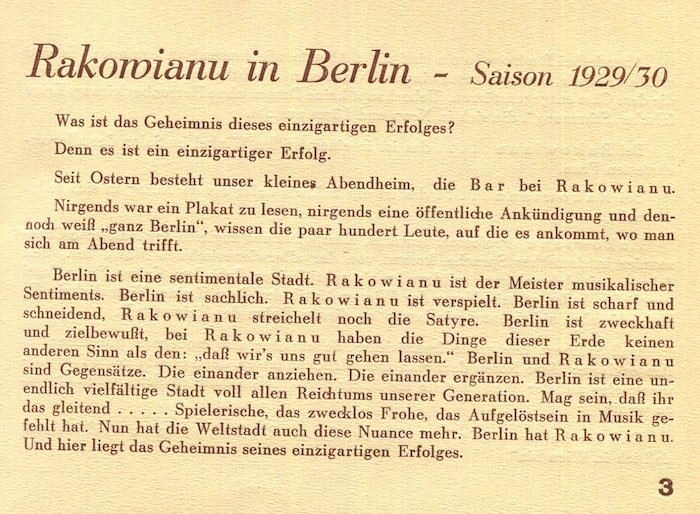 Rakowianu in Berlin - Saison 1929/30
Was ist das Geheimnis dieses einzigartigen Erfolges?
Denn es ist ein einzigartiger Erfolg.
Seit Ostern besteht unser kleines Abendheim, die Bar bei Rakowianu.
Nirgends war ein Plakat zu lesen, nirgends eine öffentliche Ankündigung und den-
noch weiß „ganz Berlin“, wissen die paar hundert Leute, auf die es ankommt, wo man
sich am Abend trifft.
Berlin ist eine sentimentale Stadt. Rakowianu ist der Meister musikalischer
Sentiments. Berlin ist sachlich. Rakowianu ist verspielt. Berlin ist scharf und
schneidend, Rakowianu streichelt noch die Satyre. Berlin ist zweckhaft
und zielbewußt, bei Rakowianu haben die Dinge dieser Erde keinen
anderen Sinn als den: „daß wir's uns gut gehen lassen.“ Berlin und Rakowianu
sind Gegensätze. Die einander anziehen. Die einander ergänzen. Berlin ist eine un-
endlich vielfältige Stadt voll allen Reichtums unserer Generation. Mag sein, daß ihr
das gleitend ..... Spielerische, das zwecklos Frohe, das Aufgelöstsein in Musik ge-
fehlt hat. Nun hat die Weltstadt auch diese Nuance mehr. Berlin hat Rakowianu.
Und hier liegt das Geheimnis seines einzigartigen Erfolges.
3